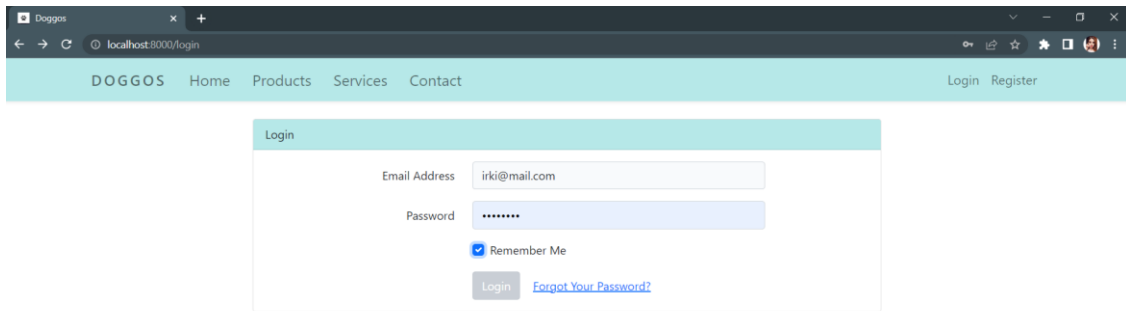 Doggos
localhost:8000/login
DOGGOS Home Products Services Contact Login Register
Login
Email Address irki@mail.com
Password ••••••••
Remember Me
Login Forgot Your Password?